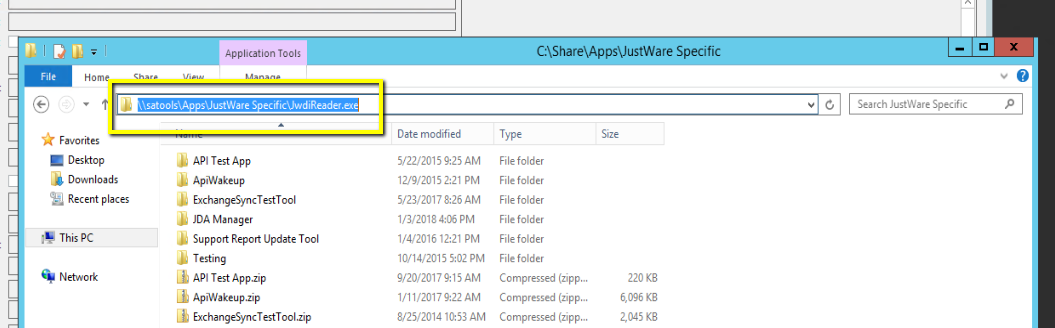 Application Tools
C:\Share\Apps\JustWare Specific
File Home Share View Manage
\\satools\Apps\JustWare Specific\JwdiReader.exe
Search JustWare Specific
Name Date modified Type Size
Favorites
Desktop
Downloads
Recent places
This PC
Network
API Test App 5/22/2015 9:25 AM File folder
ApiWakeup 12/9/2015 2:21 PM File folder
ExchangeSyncTestTool 5/23/2017 8:26 AM File folder
JDA Manager 1/3/2018 4:06 PM File folder
Support Report Update Tool 1/4/2016 12:21 PM File folder
Testing 10/14/2015 5:02 PM File folder
API Test App.zip 9/20/2017 9:15 AM Compressed (zipp... 220 KB
ApiWakeup.zip 1/11/2017 9:22 AM Compressed (zipp... 6,096 KB
ExchangeSyncTestTool.zip 8/25/2014 10:53 AM Compressed (zipp... 2,045 KB